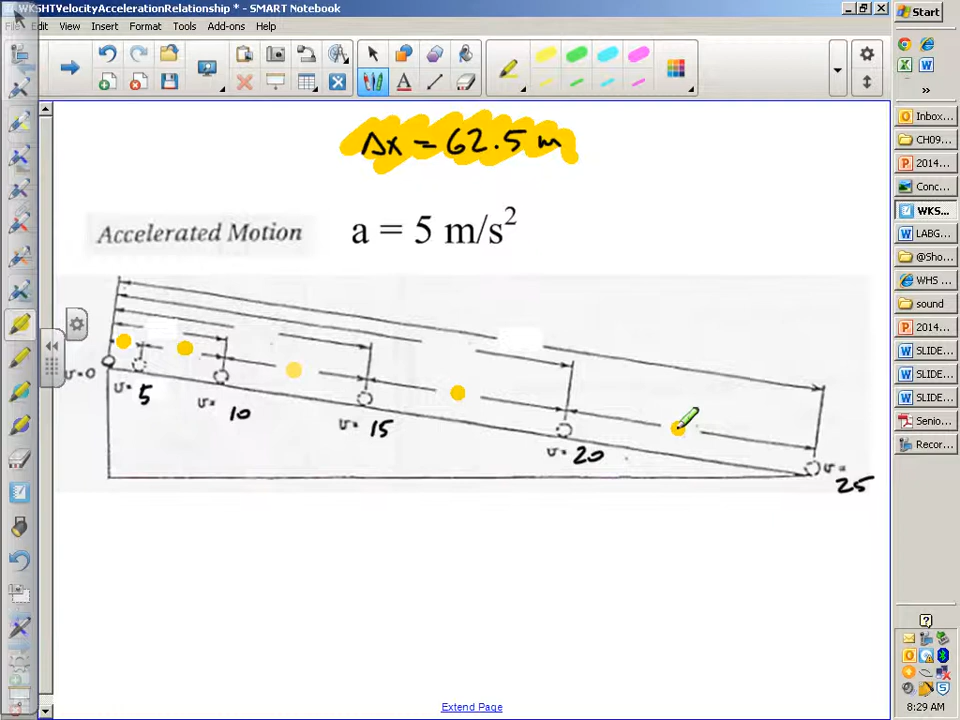 WKSHTVelocityAccelerationRelationship * - SMART Notebook
Start
File Edit View Insert Format Tools Add-ons Help
Δx = 62.5 m
Accelerated Motion a = 5 m/s²
v=0
v= 5
v= 10
v= 15
v= 20
v= 25
Extend Page
»
Inbox...
CH09...
2014...
Conc...
WKS...
LABG...
@Sho...
WHS ...
sound
2014...
SLIDE...
SLIDE...
SLIDE...
Senio...
Recor...
8:29 AM